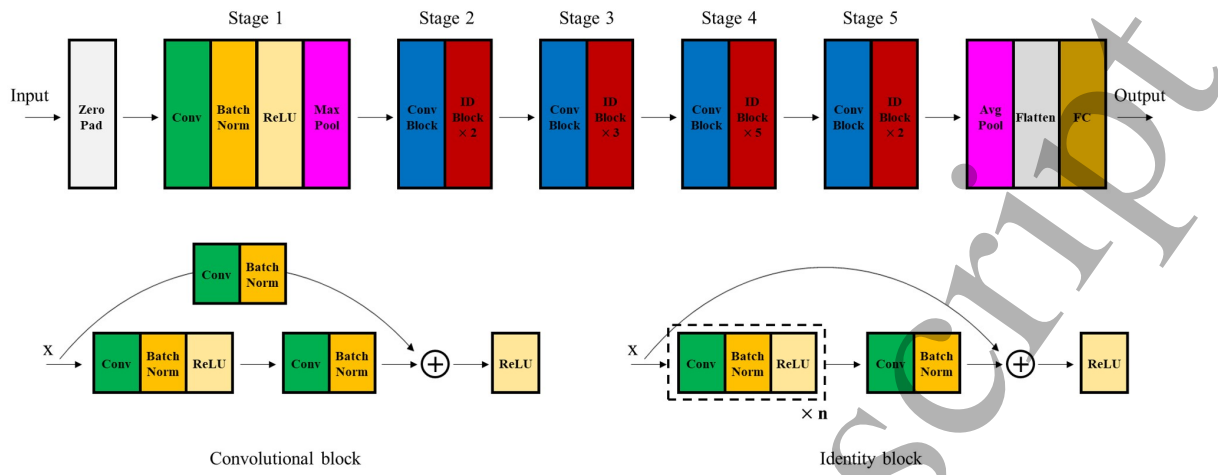 Stage 1
Stage 2
Stage 3
Stage 4
Stage 5
Input
Zero
Pad
Conv
Batch
Norm
ReLU
Max
Pool
Conv
Block
ID
Block
× 2
Conv
Block
ID
Block
× 3
Conv
Block
ID
Block
× 5
Conv
Block
ID
Block
× 2
Avg
Pool
Flatten
FC
Output
Conv
Batch
Norm
X
Conv
Batch
Norm
ReLU
Conv
Batch
Norm
+
ReLU
Convolutional block
X
Conv
Batch
Norm
ReLU
× n
Conv
Batch
Norm
+
ReLU
Identity block
script